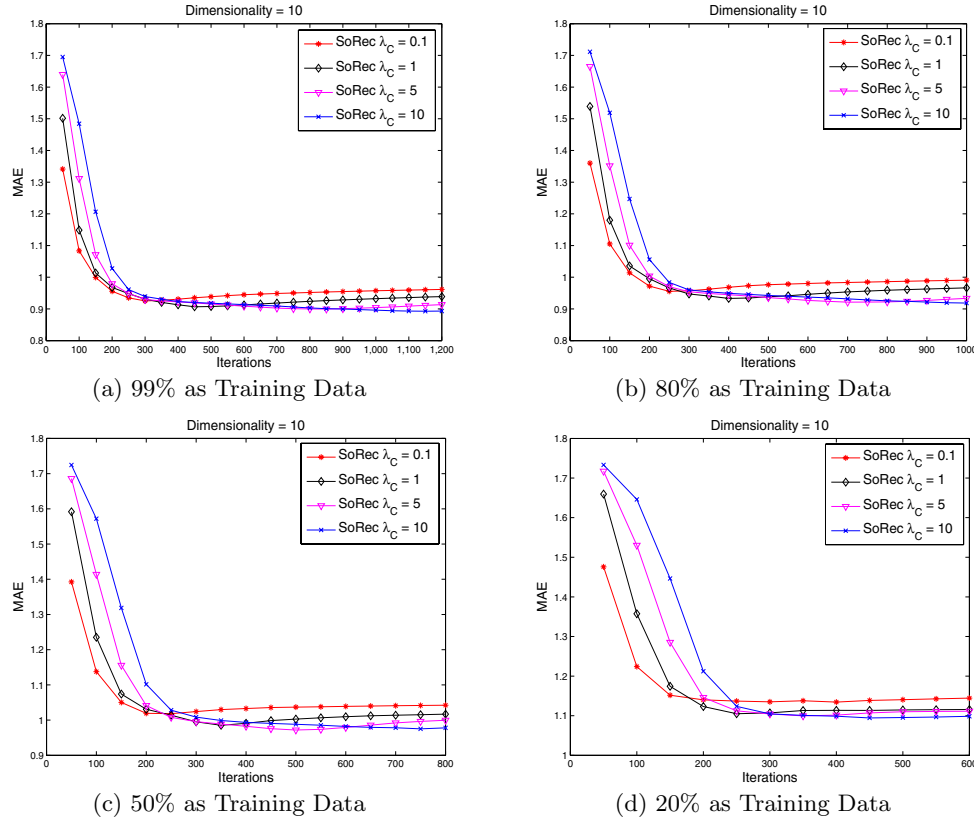 Dimensionality = 10
1.8
1.7
1.6
1.5
1.4
1.3
1.2
1.1
1
0.9
0.8
MAE
SoRec λC = 0.1
SoRec λC = 1
SoRec λC = 5
SoRec λC = 10
0 100 200 300 400 500 600 700 800 900 1,000 1,100 1,200
Iterations
(a) 99% as Training Data
Dimensionality = 10
1.8
1.7
1.6
1.5
1.4
1.3
1.2
1.1
1
0.9
0.8
MAE
SoRec λC = 0.1
SoRec λC = 1
SoRec λC = 5
SoRec λC = 10
0 100 200 300 400 500 600 700 800 900 1000
Iterations
(b) 80% as Training Data
Dimensionality = 10
1.8
1.7
1.6
1.5
1.4
1.3
1.2
1.1
1
0.9
MAE
SoRec λC = 0.1
SoRec λC = 1
SoRec λC = 5
SoRec λC = 10
0 100 200 300 400 500 600 700 800
Iterations
(c) 50% as Training Data
Dimensionality = 10
1.8
1.7
1.6
1.5
1.4
1.3
1.2
1.1
1
MAE
SoRec λC = 0.1
SoRec λC = 1
SoRec λC = 5
SoRec λC = 10
0 100 200 300 400 500 600
Iterations
(d) 20% as Training Data